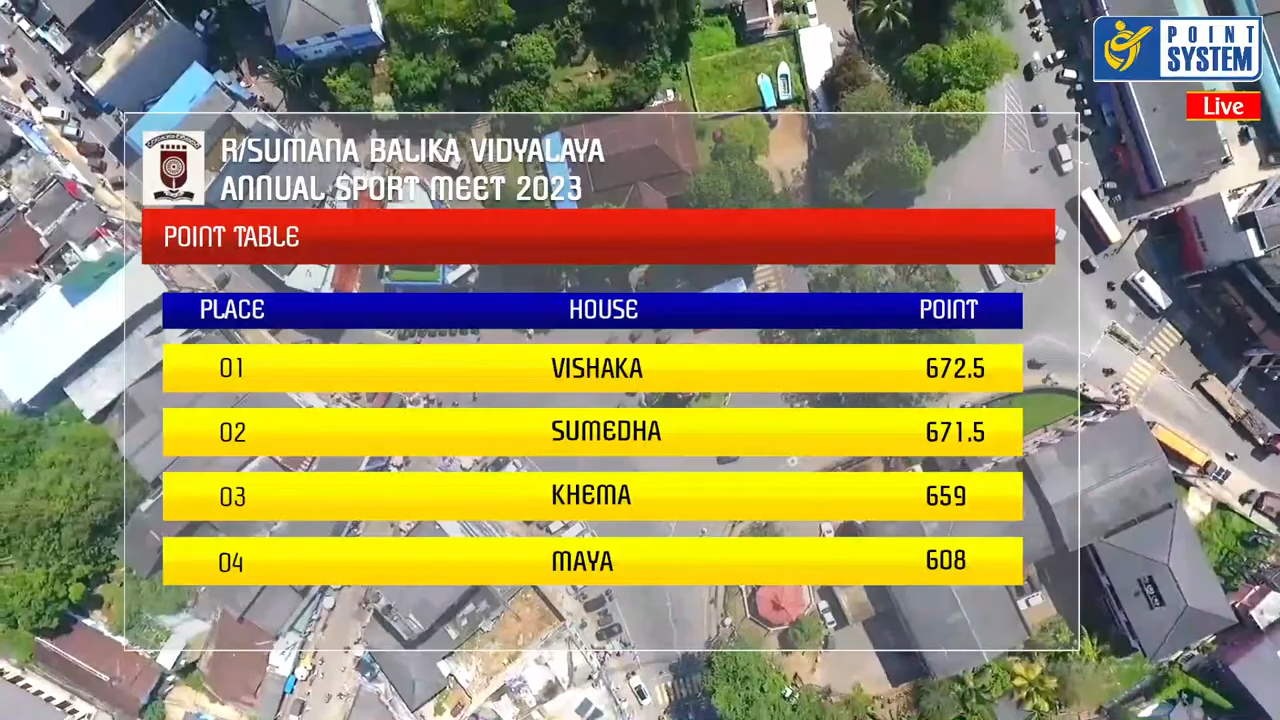 POINT
SYSTEM
Live
R/SUMANA BALIKA VIDYALAYA
ANNUAL SPORT MEET 2023
POINT TABLE
PLACE HOUSE POINT
01 VISHAKA 672.5
02 SUMEDHA 671.5
03 KHEMA 659
04 MAYA 608